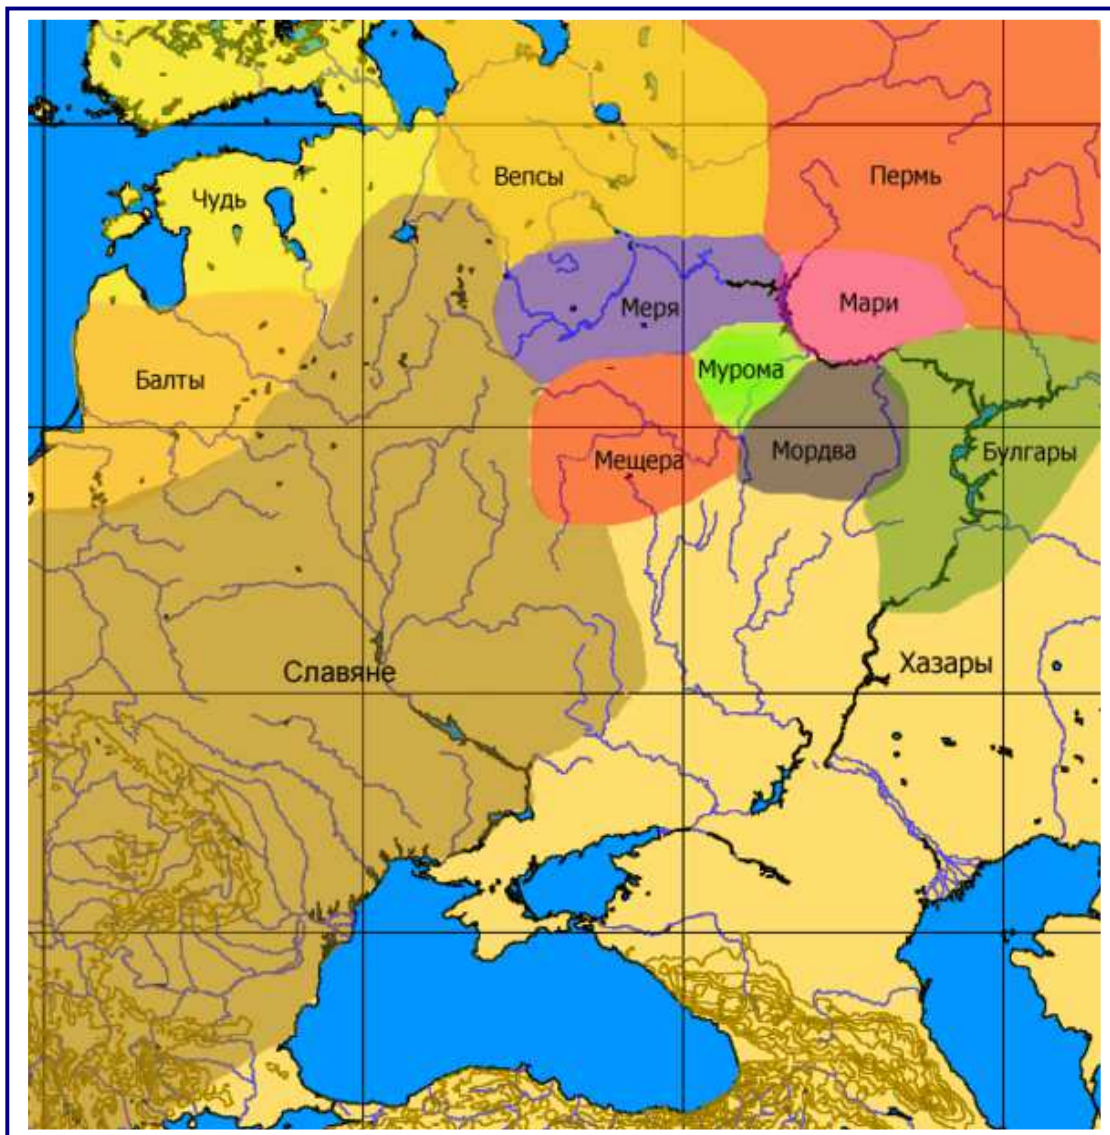 Вепсы
Пермь
Чудь
Меря
Мари
Мурома
Балты
Мещера
Мордва
Булгары
Славяне
Хазары